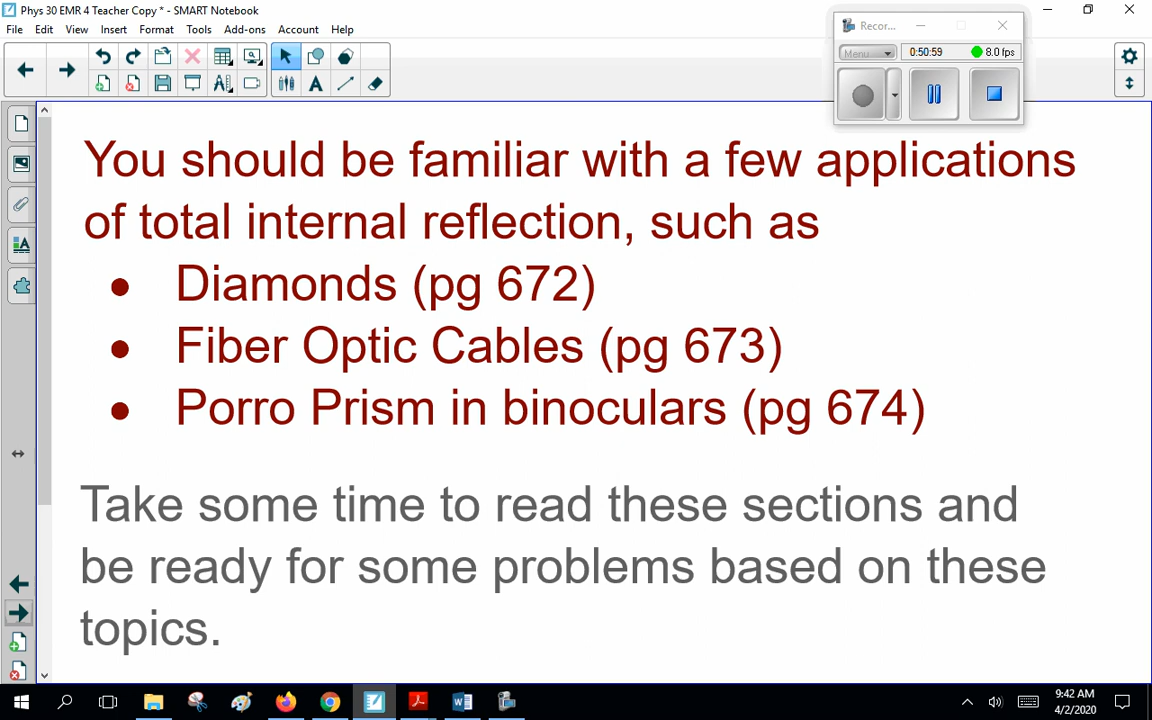 Phys 30 EMR 4 Teacher Copy * - SMART Notebook
File Edit View Insert Format Tools Add-ons Account Help
Recor...
Menu 0:50:59 8.0 fps
You should be familiar with a few applications
of total internal reflection, such as
• Diamonds (pg 672)
• Fiber Optic Cables (pg 673)
• Porro Prism in binoculars (pg 674)
Take some time to read these sections and
be ready for some problems based on these
topics.
9:42 AM
4/2/2020